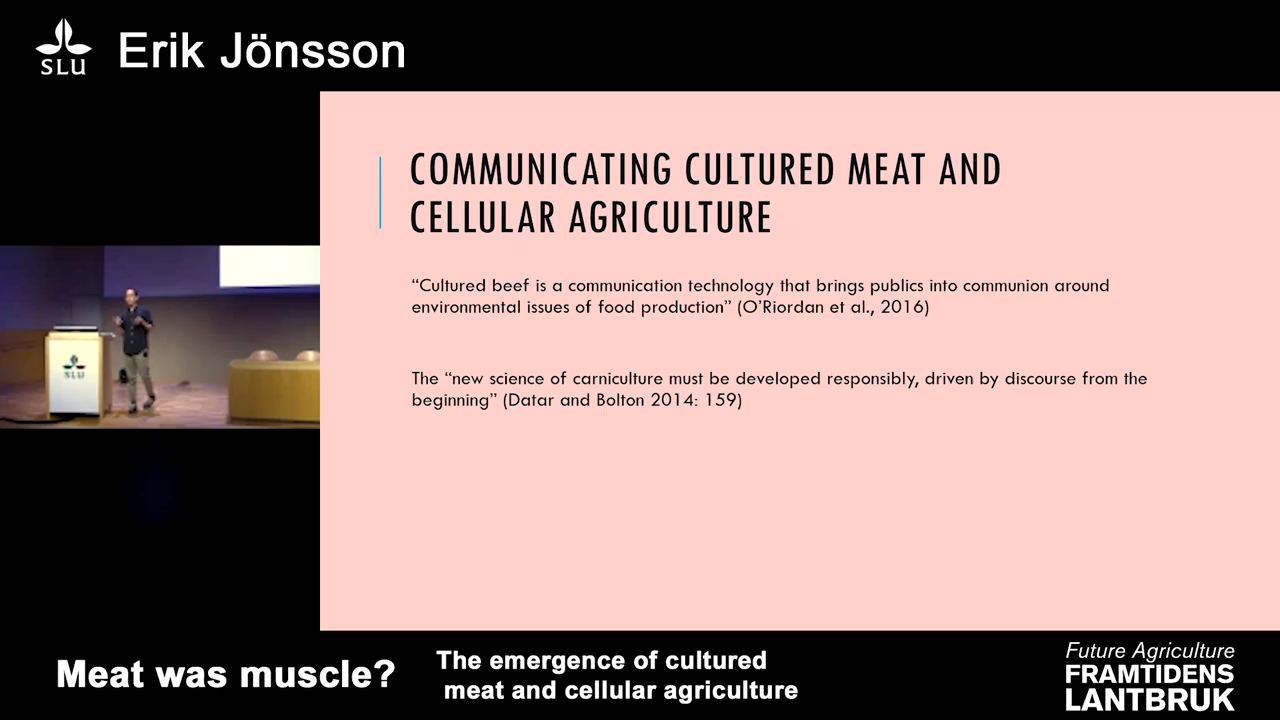 SLU
Erik Jönsson
COMMUNICATING CULTURED MEAT AND
CELLULAR AGRICULTURE
“Cultured beef is a communication technology that brings publics into communion around
environmental issues of food production” (O’Riordan et al., 2016)
The “new science of carniculture must be developed responsibly, driven by discourse from the
beginning” (Datar and Bolton 2014: 159)
SLU
Meat was muscle?
The emergence of cultured
meat and cellular agriculture
Future Agriculture
FRAMTIDENS
LANTBRUK